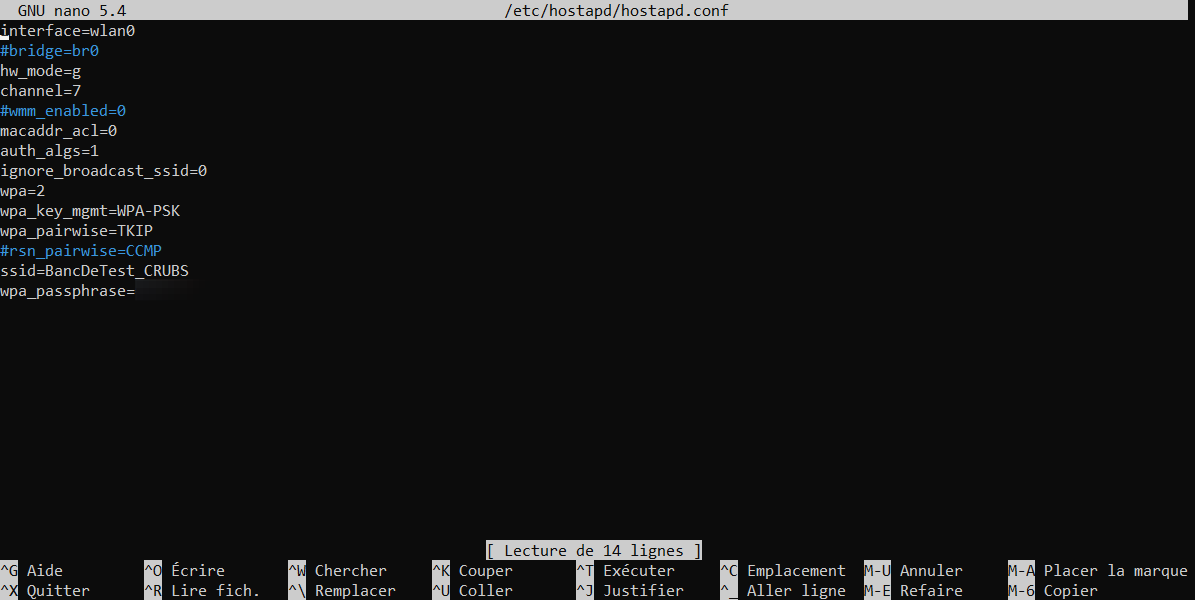 GNU nano 5.4 /etc/hostapd/hostapd.conf
interface=wlan0
#bridge=br0
hw_mode=g
channel=7
#wmm_enabled=0
macaddr_acl=0
auth_algs=1
ignore_broadcast_ssid=0
wpa=2
wpa_key_mgmt=WPA-PSK
wpa_pairwise=TKIP
#rsn_pairwise=CCMP
ssid=BancDeTest_CRUBS
wpa_passphrase=
[ Lecture de 14 lignes ]
^G Aide ^O Écrire ^W Chercher ^K Couper ^T Exécuter ^C Emplacement M-U Annuler M-A Placer la marque
^X Quitter ^R Lire fich. ^\ Remplacer ^U Coller ^J Justifier ^_ Aller ligne M-E Refaire M-6 Copier